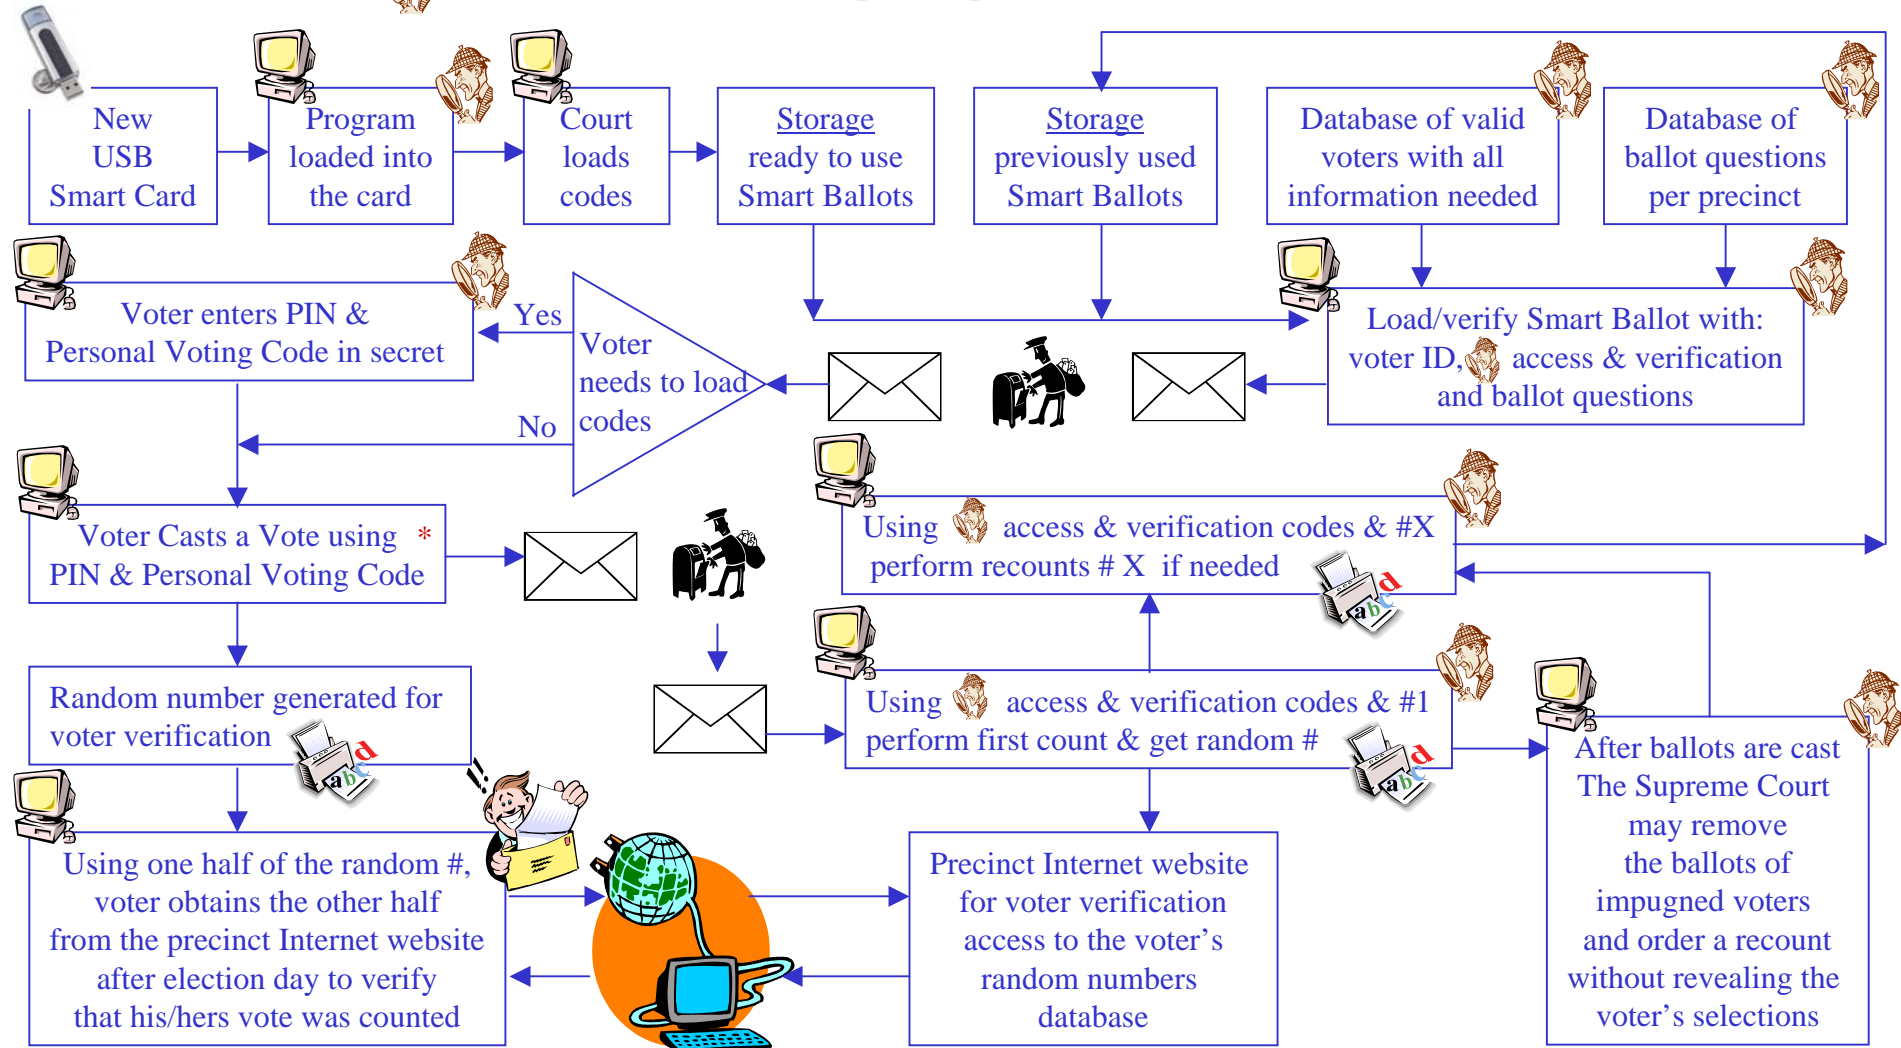 New
USB
Smart Card
Program
loaded into
the card
Court
loads
codes
Storage
ready to use
Smart Ballots
Storage
previously used
Smart Ballots
Database of valid
voters with all
information needed
Database of
ballot questions
per precinct
Voter enters PIN &
Personal Voting Code in secret
Yes
No
Voter
needs to load
codes
Load/verify Smart Ballot with:
voter ID, access & verification
and ballot questions
Voter Casts a Vote using *
PIN & Personal Voting Code
Using access & verification codes & #X
perform recounts # X if needed
abcd
Random number generated for
voter verification
abcd
Using access & verification codes & #1
perform first count & get random #
abcd
After ballots are cast
The Supreme Court
may remove
the ballots of
impugned voters
and order a recount
without revealing the
voter's selections
Using one half of the random #,
voter obtains the other half
from the precinct Internet website
after election day to verify
that his/hers vote was counted
Precinct Internet website
for voter verification
access to the voter's
random numbers
database